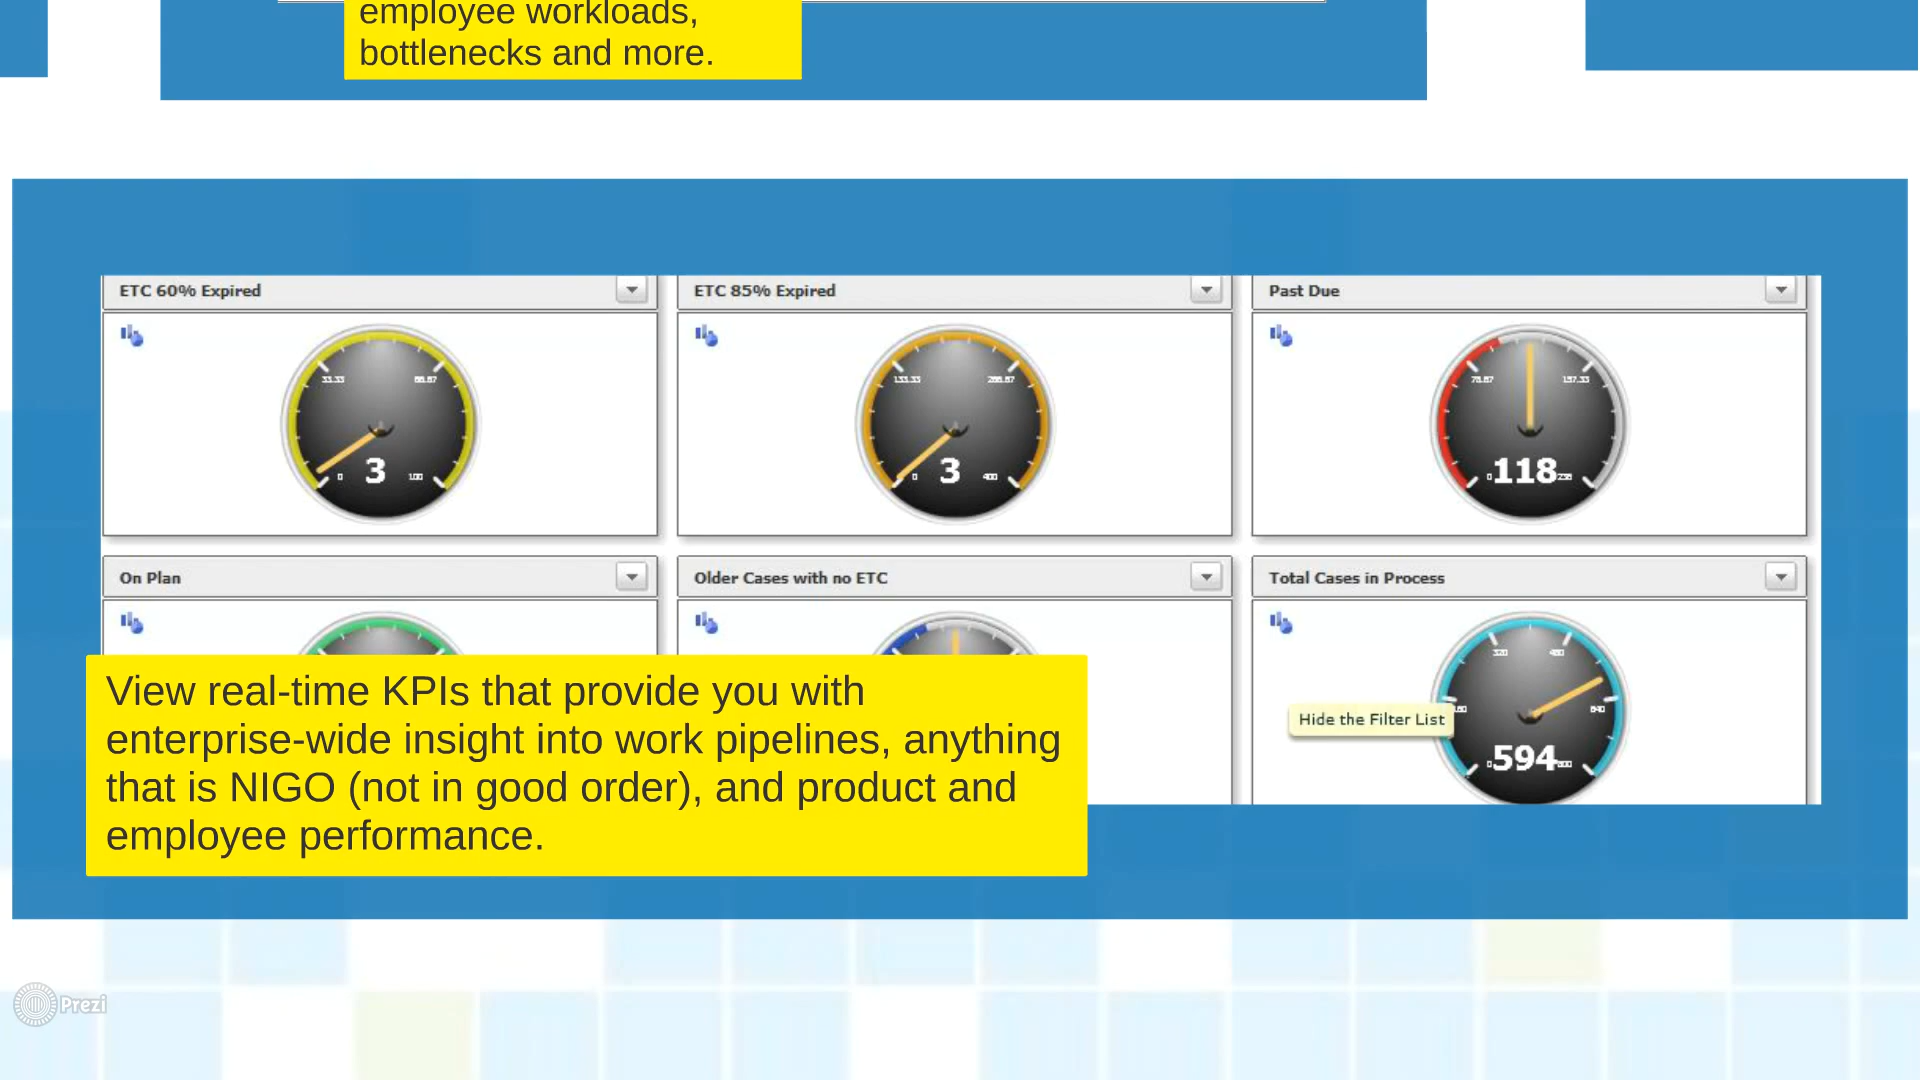 employee workloads,
bottlenecks and more.
ETC 60% Expired
ETC 85% Expired
Past Due
33.33
66.67
133.33
266.67
78.67
157.33
3
0
100
3
0
400
0
118
236
On Plan
Older Cases with no ETC
Total Cases in Process
320
480
640
Hide the Filter List
0
594
800
View real-time KPIs that provide you with
enterprise-wide insight into work pipelines, anything
that is NIGO (not in good order), and product and
employee performance.
Prezi